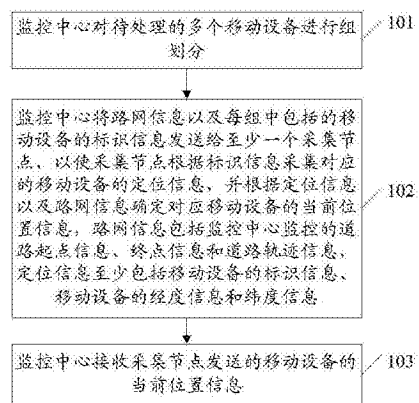 监控中心对待处理的多个移动设备进行组
划分
101
监控中心将路网信息以及每组中包括的移
动设备的标识信息发送给至少一个采集节
点、以使采集节点根据标识信息采集对应
的移动设备的定位信息、并根据定位信息
以及路网信息确定对应移动设备的当前位
置信息,路网信息包括监控中心监控的道
路起点信息、终点信息和道路轨迹信息、
定位信息至少包括移动设备的标识信息、
移动设备的经度信息和纬度信息
102
监控中心接收采集节点发送的移动设备的
当前位置信息
103